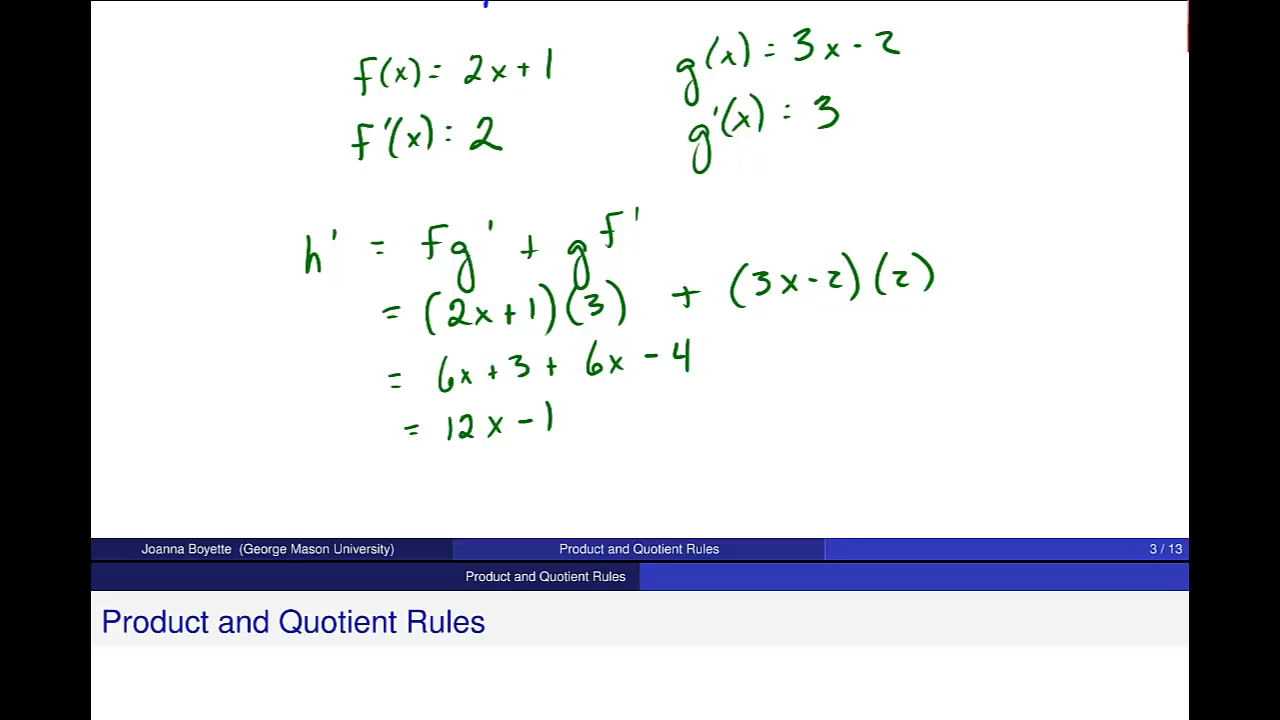 f(x) = 2x + 1
g(x) = 3x - 2
f'(x) = 2
g'(x) = 3
h' = fg' + gf'
= (2x + 1)(3) + (3x - 2)(2)
= 6x + 3 + 6x - 4
= 12x - 1
Joanna Boyette (George Mason University) Product and Quotient Rules 3 / 13
Product and Quotient Rules
Product and Quotient Rules